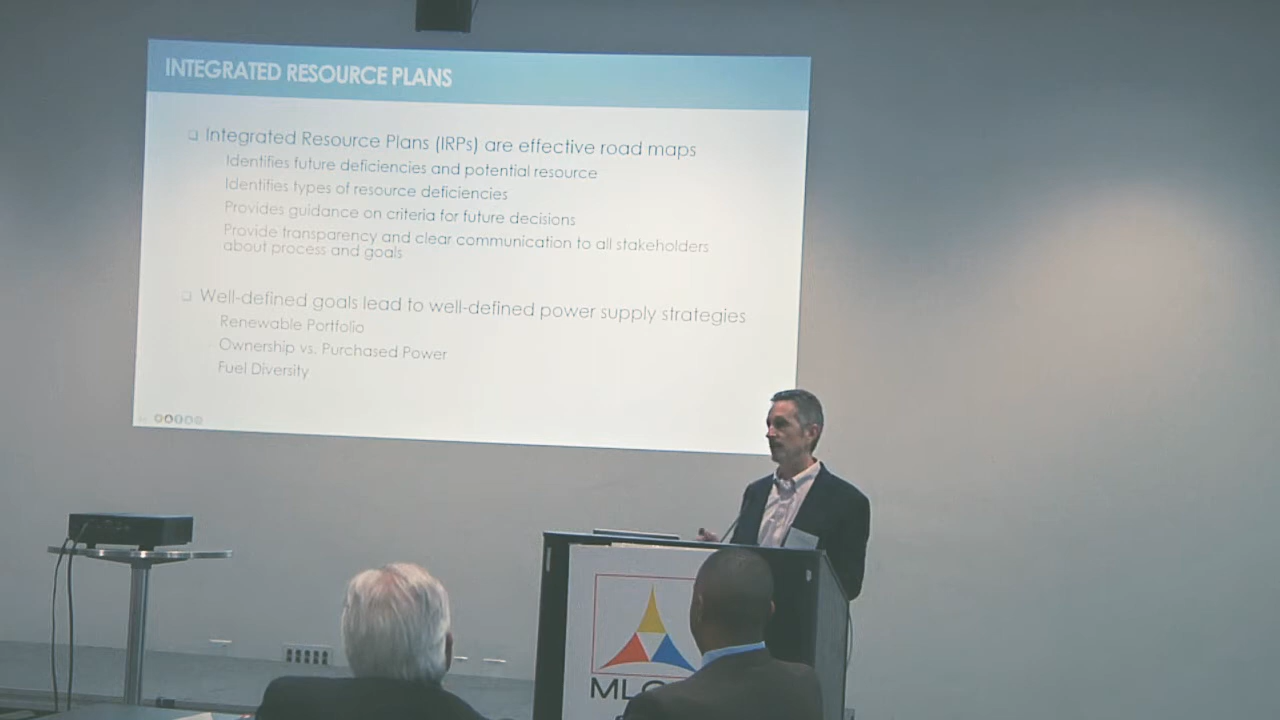 INTEGRATED RESOURCE PLANS
Integrated Resource Plans (IRPs) are effective road maps
Identifies future deficiencies and potential resource
Identifies types of resource deficiencies
Provides guidance on criteria for future decisions
Provide transparency and clear communication to all stakeholders
about process and goals
Well-defined goals lead to well-defined power supply strategies
Renewable Portfolio
Ownership vs. Purchased Power
Fuel Diversity